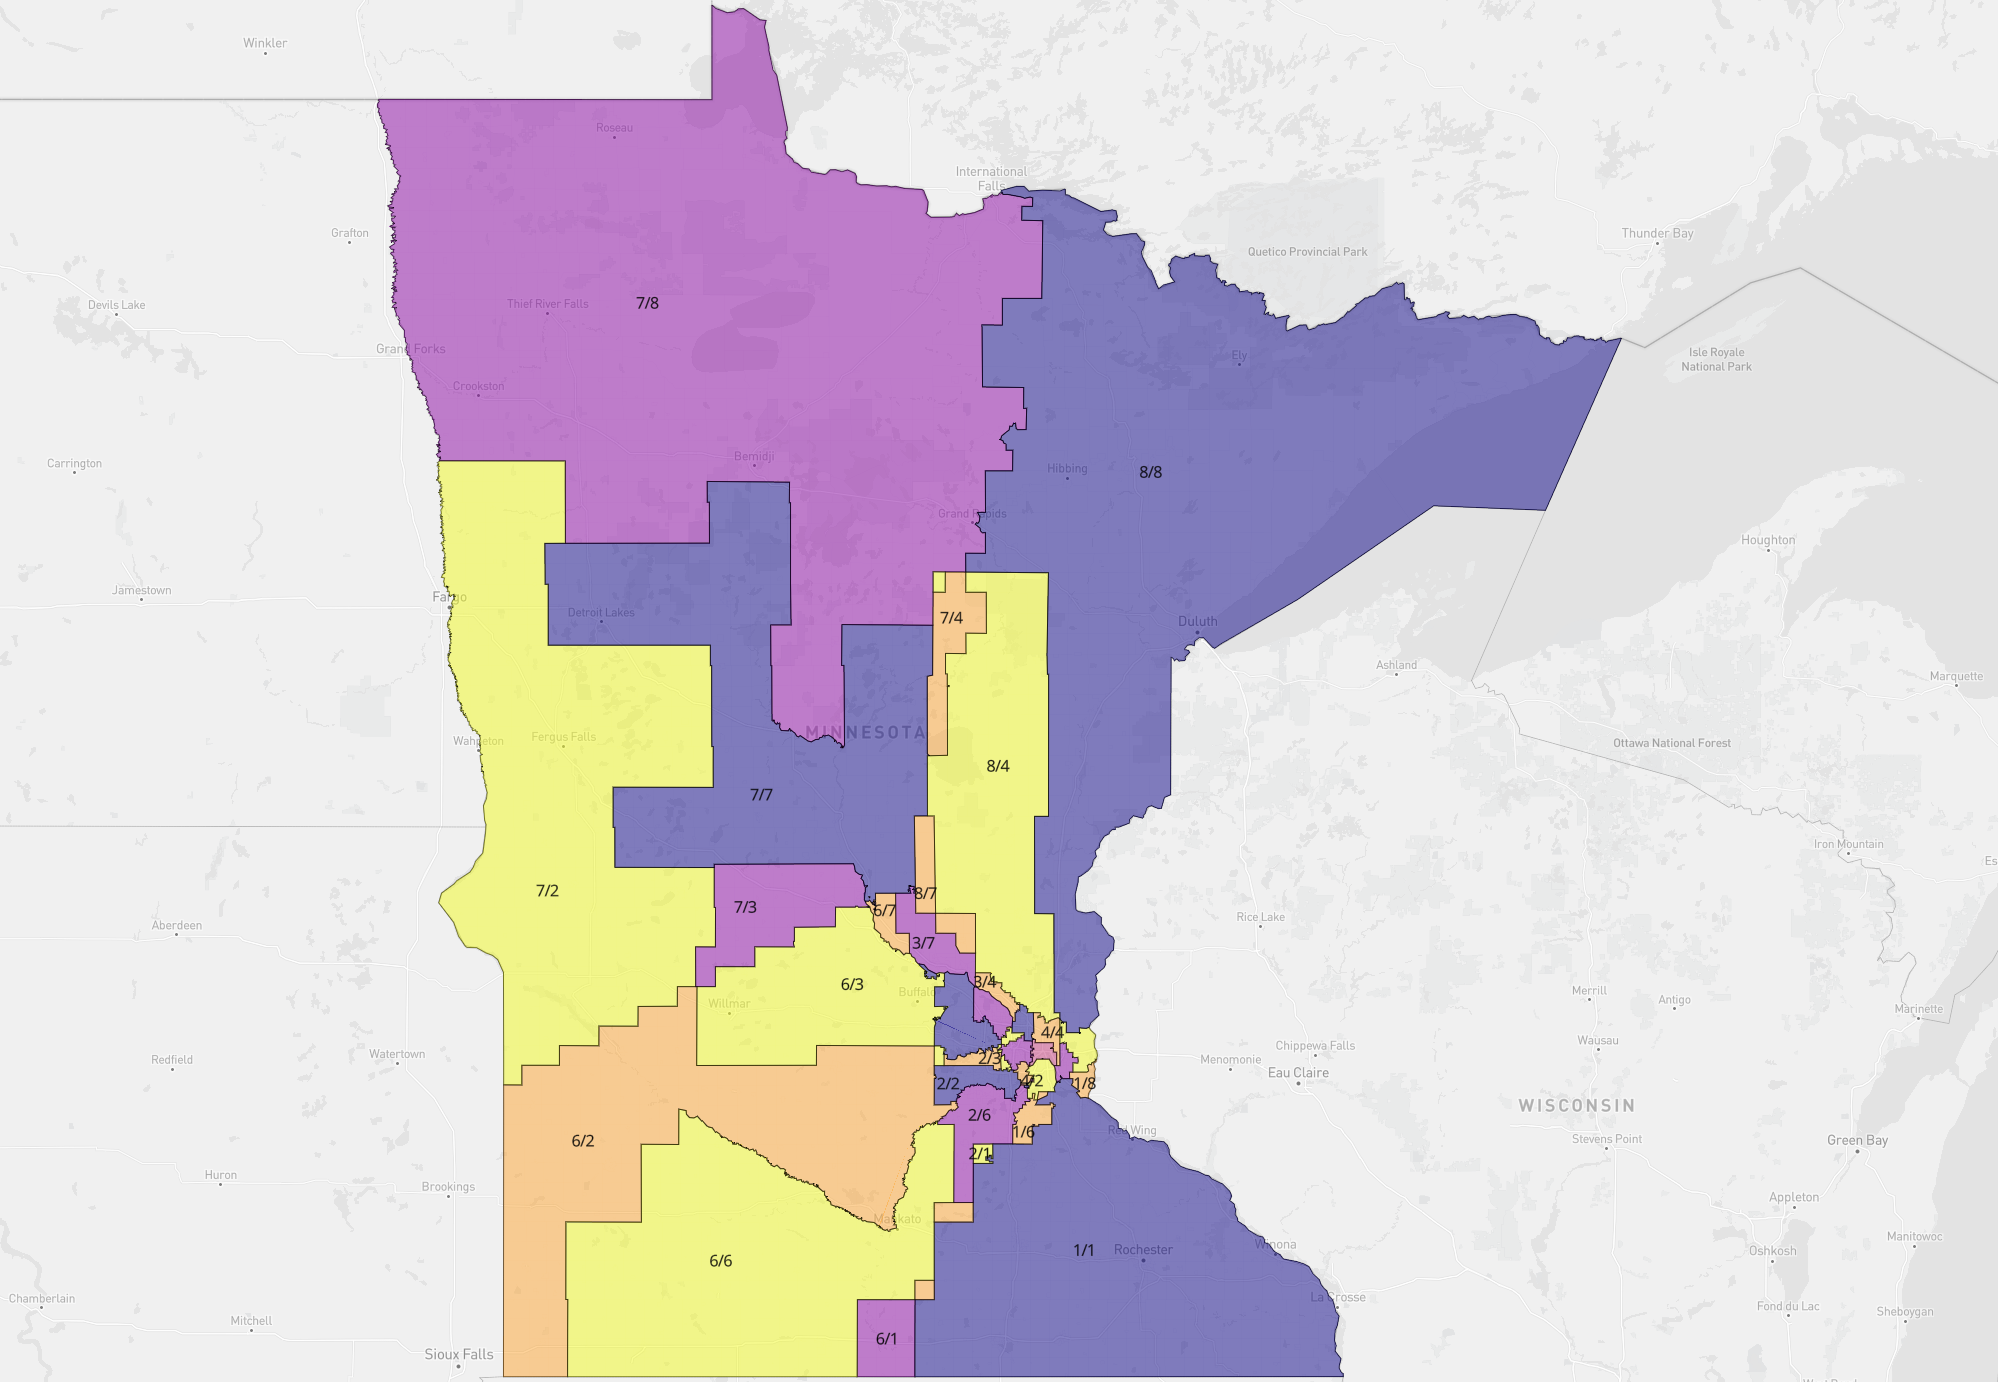 Winkler
Roseau
International
Falls
Grafton
Thunder Bay
Quetico Provincial Park
Devils Lake
Thief River Falls
7/8
Grand Forks
Isle Royale
National Park
Ely
Crookston
Bemidji
Carrington
Hibbing
8/8
Grand Rapids
Houghton
Jamestown
Fargo
Detroit Lakes
7/4
Duluth
Ashland
Marquette
MINNESOTA
Wahpeton
Fergus Falls
Ottawa National Forest
8/4
7/7
Iron Mountain
Es
7/2
8/7
7/3
6/7
Rice Lake
Aberdeen
3/7
6/3
3/4
Buffalo
Willmar
Merrill
Antigo
Marinette
4/4
Redfield
Watertown
2/3
Menomonie
Chippewa Falls
Wausau
Eau Claire
2/2
1/8
WISCONSIN
2/6
Red Wing
1/6
6/2
Stevens Point
Green Bay
2/1
Huron
Brookings
Appleton
Mankato
Manitowoc
Winona
1/1
Rochester
Oshkosh
6/6
Chamberlain
La Crosse
Fond du Lac
Sheboygan
Mitchell
6/1
Sioux Falls